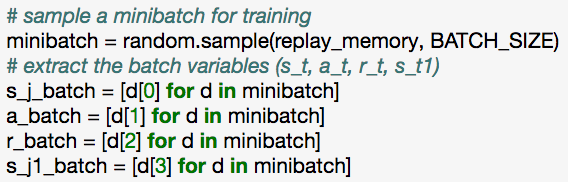 # sample a minibatch for training
minibatch = random.sample(replay_memory, BATCH_SIZE)
# extract the batch variables (s_t, a_t, r_t, s_t1)
s_j_batch = [d[0] for d in minibatch]
a_batch = [d[1] for d in minibatch]
r_batch = [d[2] for d in minibatch]
s_j1_batch = [d[3] for d in minibatch]